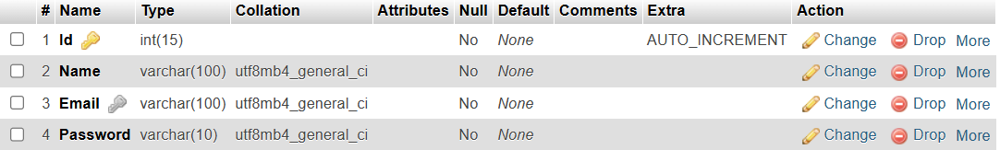 # Name Type Collation Attributes Null Default Comments Extra Action
1 Id int(15) No None AUTO_INCREMENT Change Drop More
2 Name varchar(100) utf8mb4_general_ci No None Change Drop More
3 Email varchar(100) utf8mb4_general_ci No None Change Drop More
4 Password varchar(10) utf8mb4_general_ci No None Change Drop More